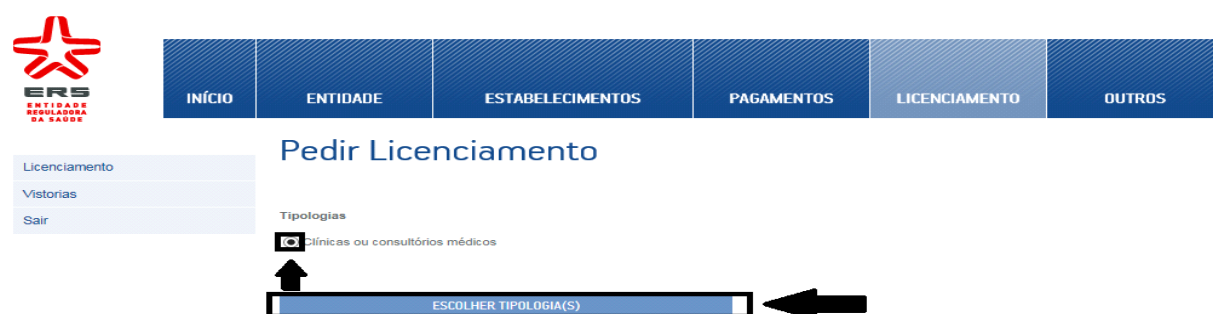 ERS
ENTIDADE
REGULADORA
DA SAÚDE
INÍCIO ENTIDADE ESTABELECIMENTOS PAGAMENTOS LICENCIAMENTO OUTROS
Licenciamento
Vistorias
Sair
Pedir Licenciamento
Tipologias
Clínicas ou consultórios médicos
ESCOLHER TIPOLOGIA(S)